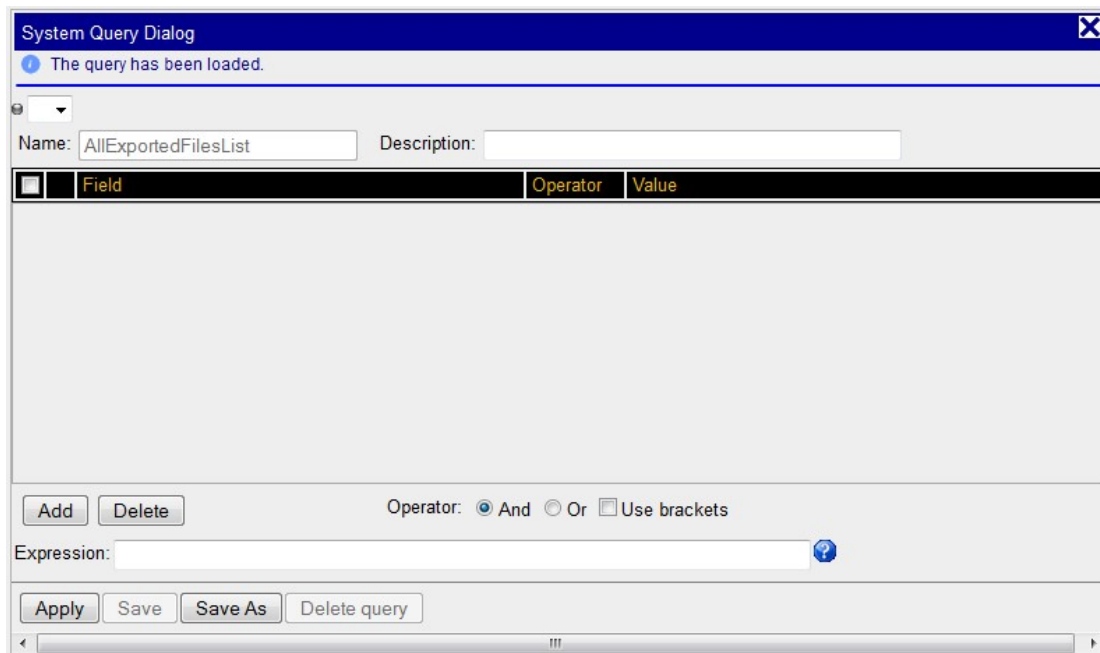 System Query Dialog
The query has been loaded.
Name: AllExportedFilesList Description:
Field Operator Value
Add Delete Operator: And Or Use brackets
Expression:
Apply Save Save As Delete query